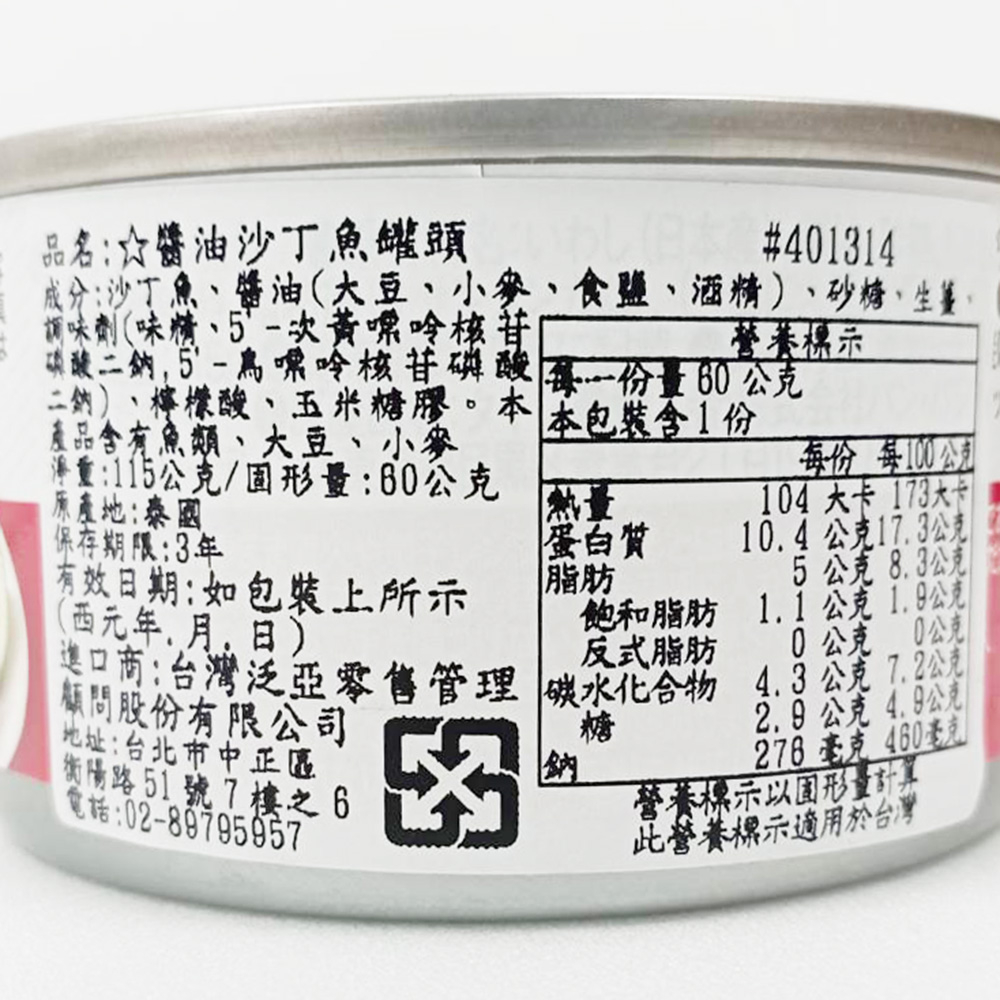 品名:☆醬油沙丁魚罐頭
#401314
成分:沙丁魚、醬油(大豆、小麥、食鹽、酒精)、砂糖、生薑、
調味劑(味精、5'-次黃嘌呤核苷
磷酸二鈉,5'-鳥嘌呤核苷磷酸
二鈉)、檸檬酸、玉米糖膠。本
產品含有魚類、大豆、小麥
淨重:115公克/固形量:60公克
原產地:泰國
保存期限:3年
有效日期:如包裝上所示
(西元年.月.日)
進口商:台灣泛亞零售管理
顧問股份有限公司
地址:台北市中正區
衡陽路51號7樓之6
電話:02-89795957
營養標示
每一份量60公克
本包裝含1份
每份 每100公克
熱量 104 大卡 173大卡
蛋白質 10.4 公克 17.3公克
脂肪 5 公克 8.3公克
飽和脂肪 1.1 公克 1.9公克
反式脂肪 0 公克 0公克
碳水化合物 4.3 公克 7.2公克
糖 2.9 公克 4.9公克
鈉 276 毫克 460毫克
營養標示以固形量計算
此營養標示適用於台灣